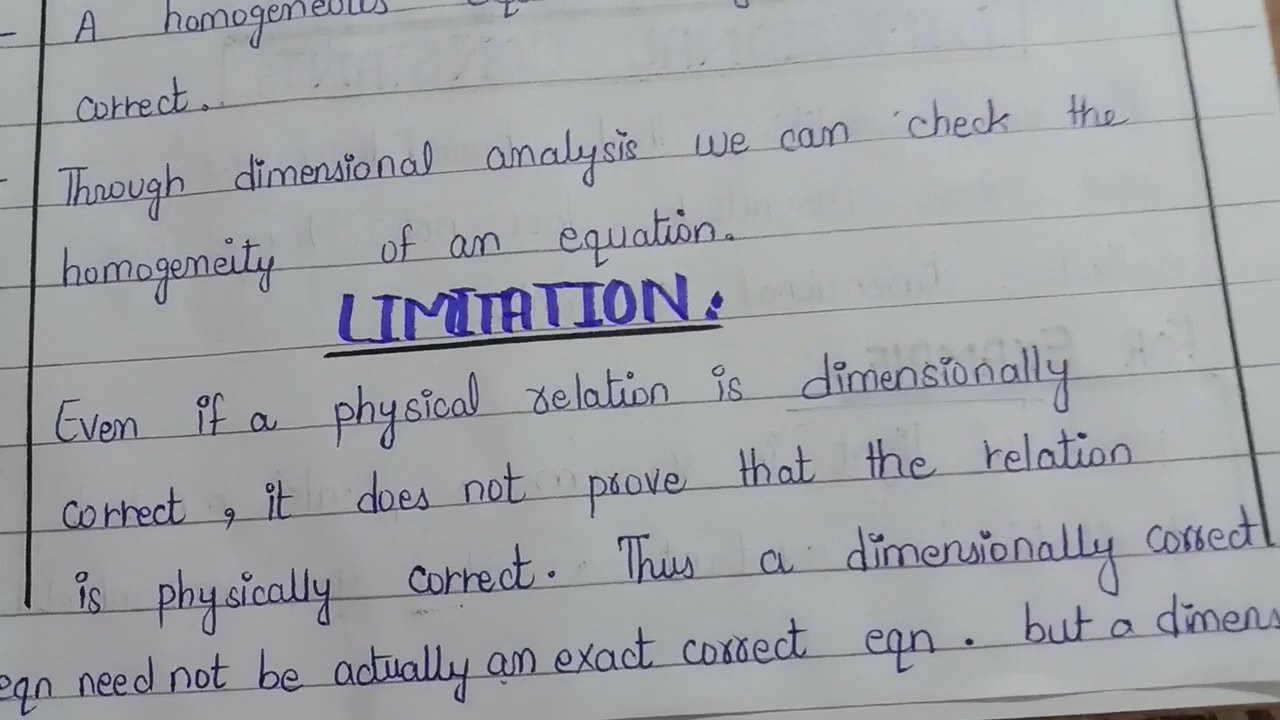 A homogeneous
correct.
Through dimensional analysis we can check the
homogeneity of an equation.
LIMITATION.
Even if a physical relation is dimensionally
correct, it does not prove that the relation
is physically correct. Thus a dimensionally correct
eqn need not be actually an exact correct eqn. but a dimens